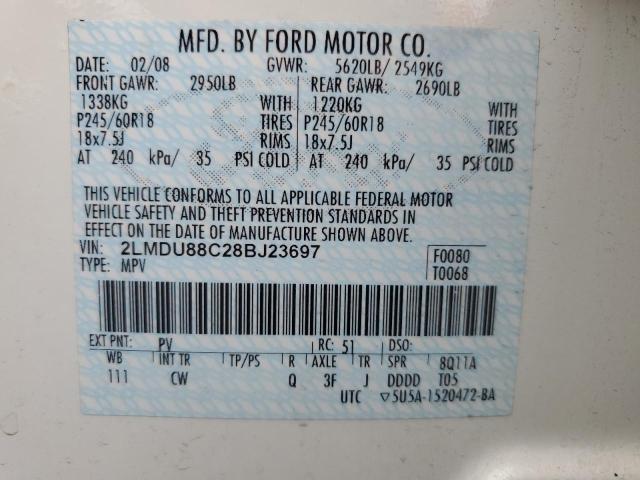 MFD. BY FORD MOTOR CO.
DATE: 02/08 GVWR: 5620LB/ 2549KG
FRONT GAWR: 2950LB REAR GAWR: 2690LB
1338KG WITH 1220KG WITH
P245/60R18 TIRES P245/60R18 TIRES
18x7.5J RIMS 18x7.5J RIMS
AT 240 kPa/ 35 PSI COLD AT 240 kPa/ 35 PSI COLD
THIS VEHICLE CONFORMS TO ALL APPLICABLE FEDERAL MOTOR
VEHICLE SAFETY AND THEFT PREVENTION STANDARDS IN
EFFECT ON THE DATE OF MANUFACTURE SHOWN ABOVE.
VIN: 2LMDU88C28BJ23697 F0080
TYPE: MPV T0068
EXT PNT: PV RC: 51 DSO:
WB INT TR TP/PS R AXLE TR SPR 8Q11A
111 CW Q 3F J DDDD T05
UTC ▽5U5A-1520472-BA